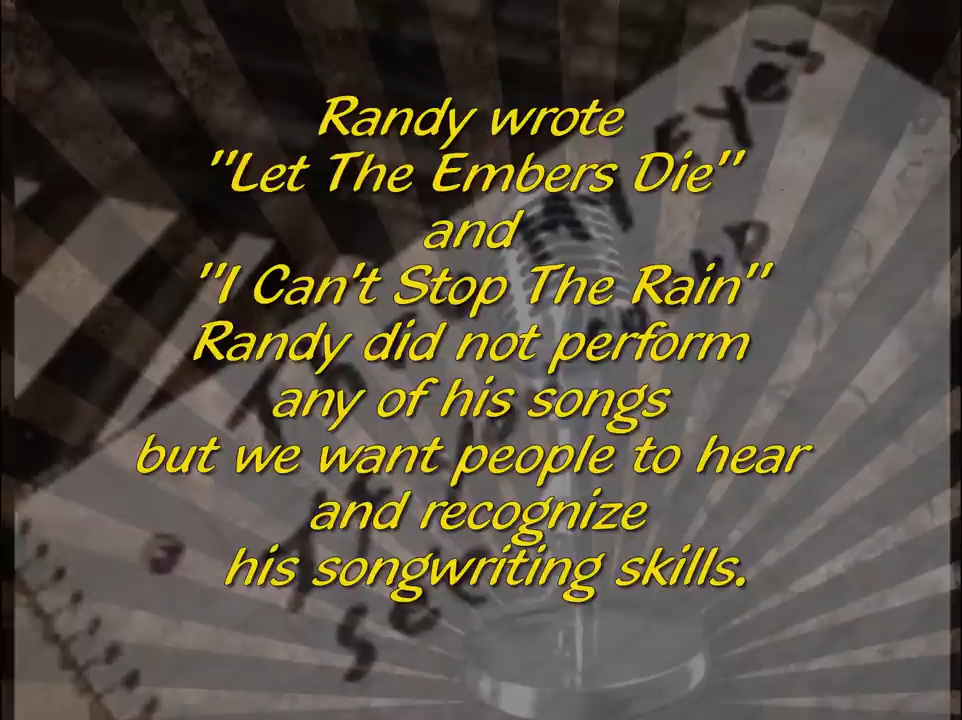 Randy wrote
"Let The Embers Die"
and
"I Can't Stop The Rain"
Randy did not perform
any of his songs
but we want people to hear
and recognize
his songwriting skills.